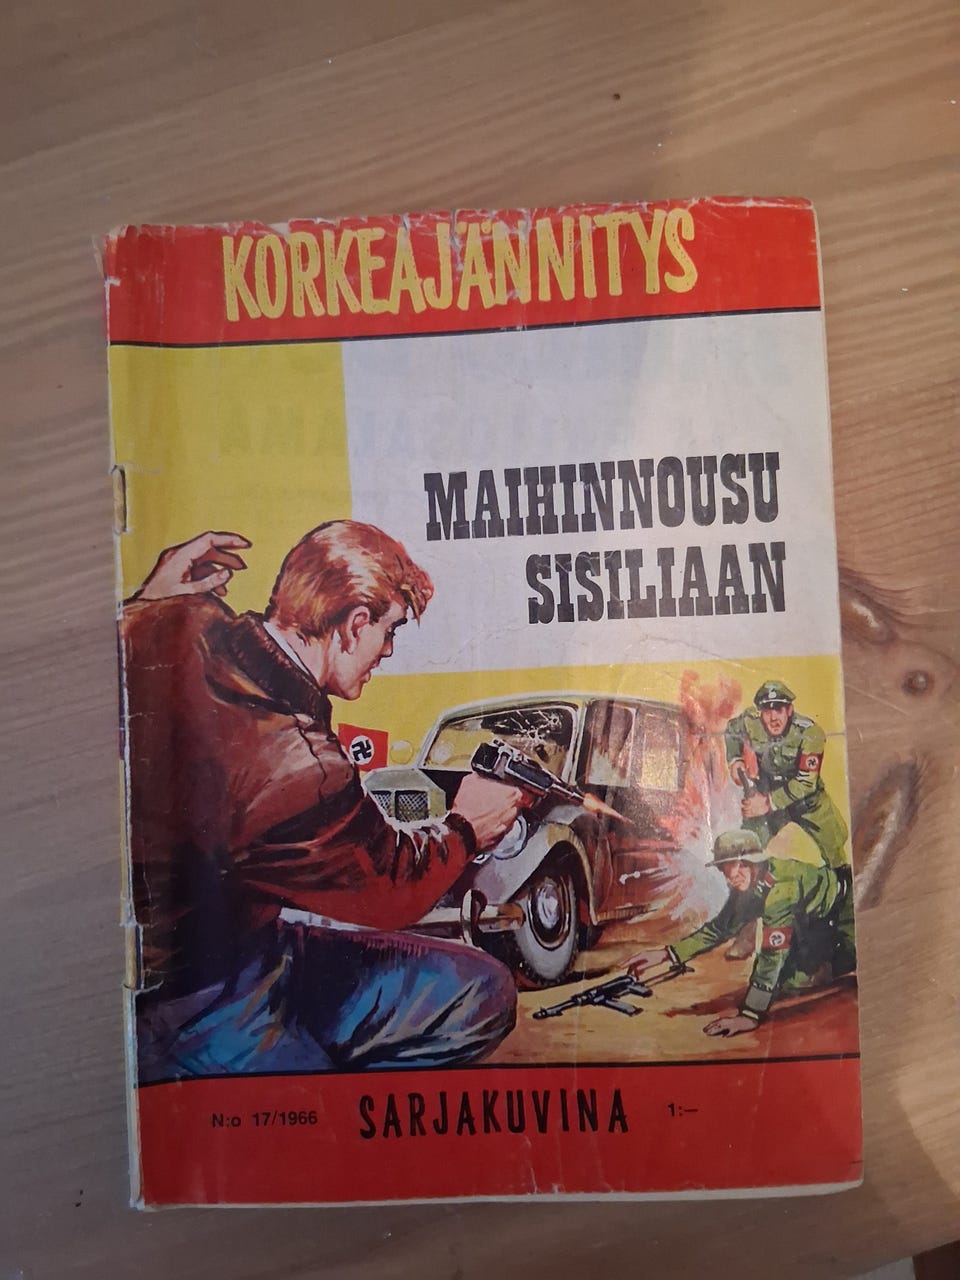 KORKEAJÄNNITYS
MAIHINNOUSU
SISILIAAN
N:o 17/1966 SARJAKUVINA 1:—